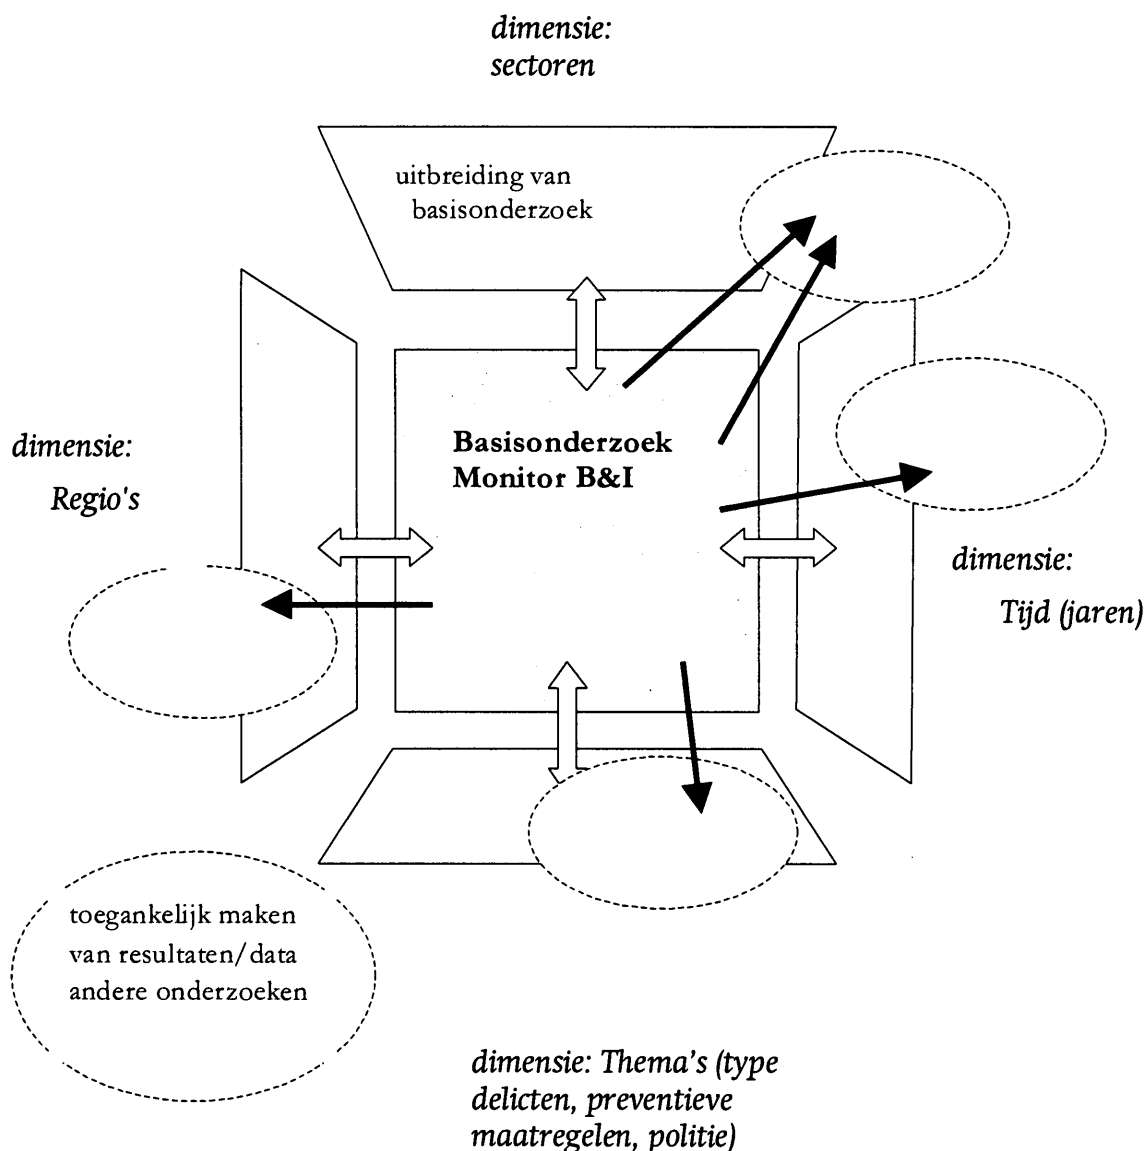 dimensie:
sectoren
uitbreiding van
basisonderzoek
Basisonderzoek
Monitor B&I
dimensie:
Regio's
dimensie:
Tijd (jaren)
toegankelijk maken
van resultaten/data
andere onderzoeken
dimensie: Thema's (type
delicten, preventieve
maatregelen, politie)